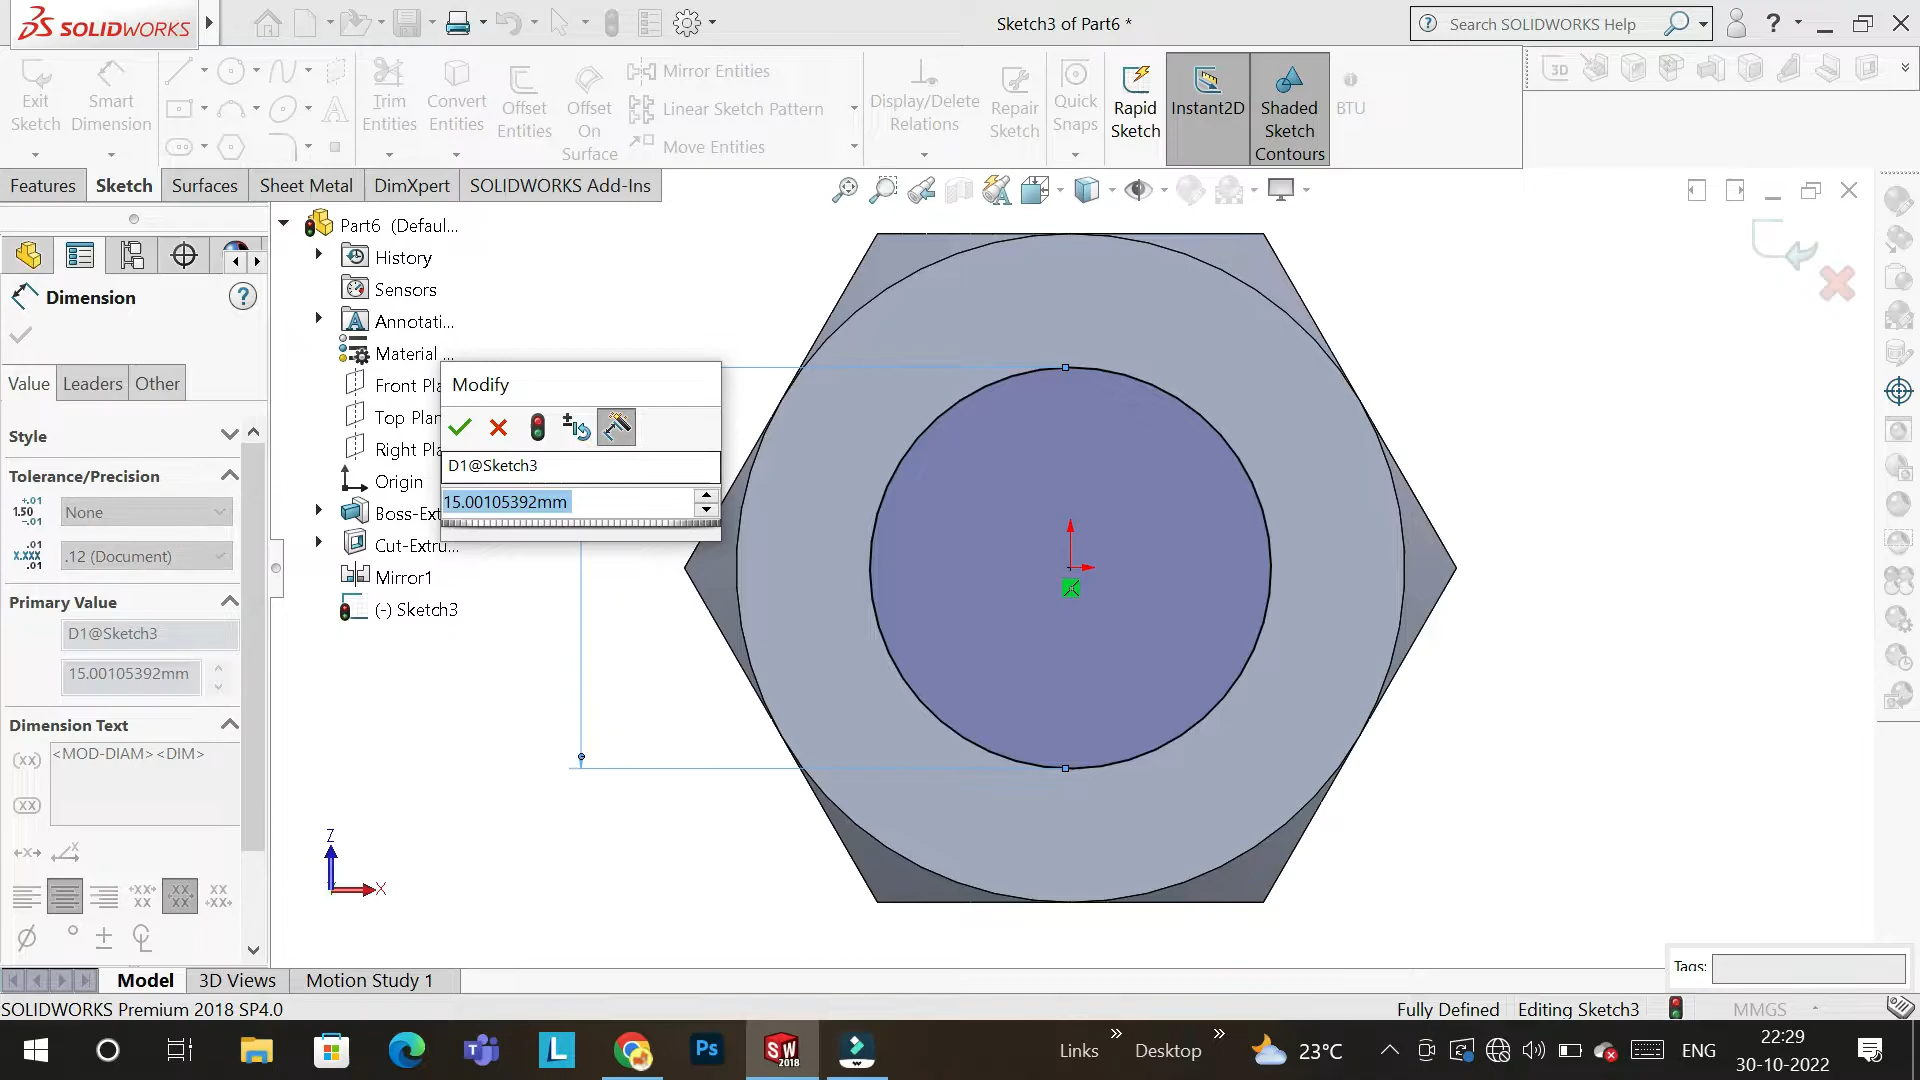 SOLIDWORKS
Sketch3 of Part6 *
Search SOLIDWORKS Help
?
Exit Sketch
Smart Dimension
Trim Entities
Convert Entities
Offset Entities
Offset On Surface
Mirror Entities
Linear Sketch Pattern
Move Entities
Display/Delete Relations
Repair Sketch
Quick Snaps
Rapid Sketch
Instant2D
Shaded Sketch Contours
BTU
3D
Features
Sketch
Surfaces
Sheet Metal
DimXpert
SOLIDWORKS Add-Ins
Part6 (Defaul...
History
Sensors
Annotati...
Material ...
Front Pla
Top Plan
Right Pla
Origin
Boss-Ext
Cut-Extru...
Mirror1
(-) Sketch3
Dimension
?
Value
Leaders
Other
Style
Tolerance/Precision
None
.12 (Document)
Primary Value
D1@Sketch3
15.00105392mm
Dimension Text
<MOD-DIAM><DIM>
Modify
D1@Sketch3
15.00105392mm
Z
X
Model
3D Views
Motion Study 1
Tags:
SOLIDWORKS Premium 2018 SP4.0
Fully Defined
Editing Sketch3
MMGS
L
Ps
SW
2018
Links
Desktop
23°C
ENG
22:29
30-10-2022